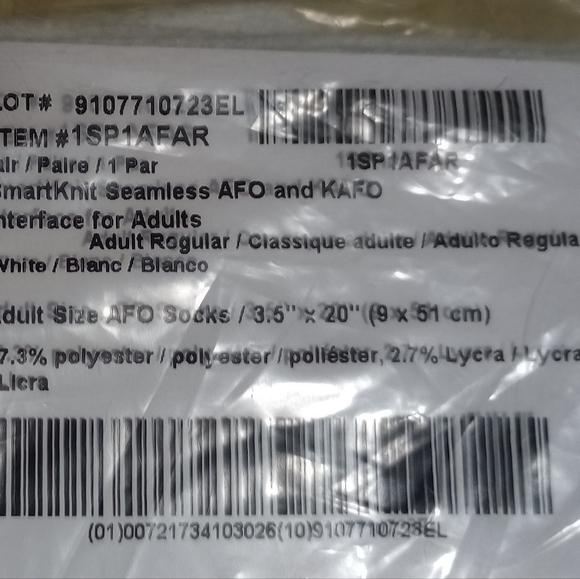 LOT# 9107710723EL
ITEM #1SP1AFAR
air / Paire / 1 Par
11SP1AFAR
SmartKnit Seamless AFO and KAFO
nterface for Adults
Adult Regular / Classique adulte / Adulto Regula
White / Blanc / Blanco
dult Size AFO Socks / 3.5" x 20" (9 x 51 cm)
7.3% polyester / polyester / poliéster, 2.7% Lycra / Lycra
Licra
(01)00721734103026(10)9107710723EL